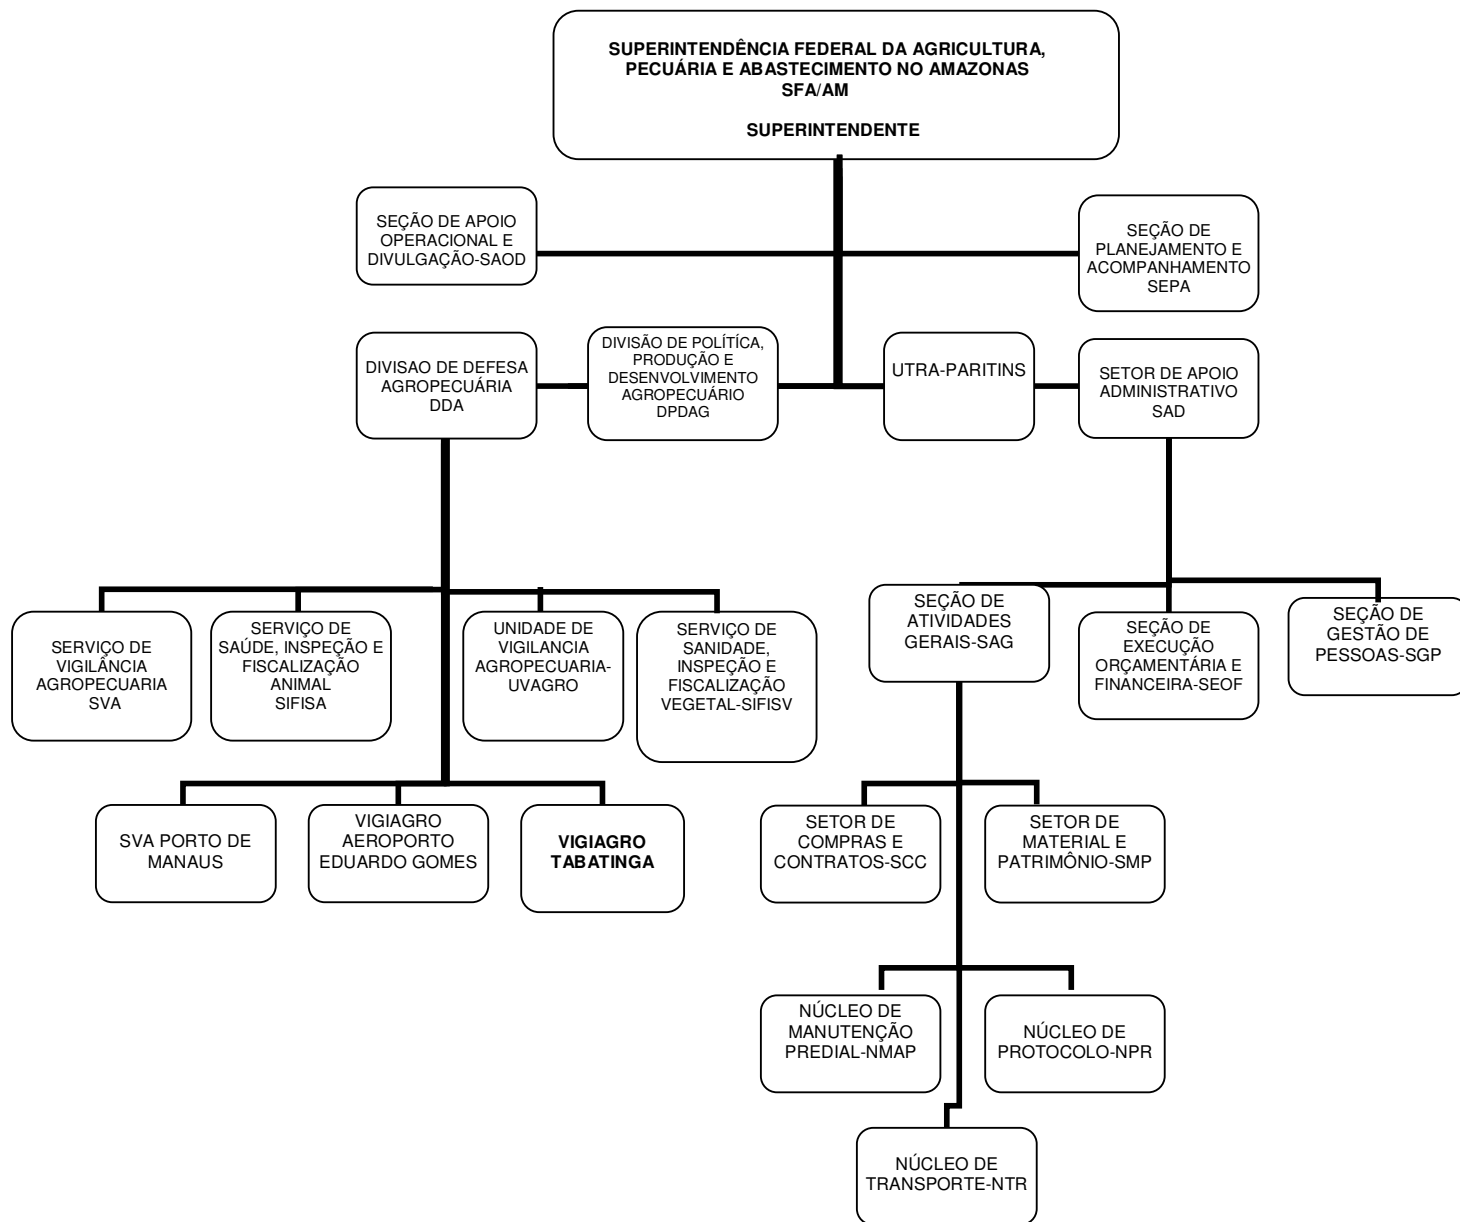 SUPERINTENDÊNCIA FEDERAL DA AGRICULTURA,
PECUÁRIA E ABASTECIMENTO NO AMAZONAS
SFA/AM
SUPERINTENDENTE
SEÇÃO DE APOIO
OPERACIONAL E
DIVULGAÇÃO-SAOD
SEÇÃO DE
PLANEJAMENTO E
ACOMPANHAMENTO
SEPA
DIVISAO DE DEFESA
AGROPECUÁRIA
DDA
DIVISÃO DE POLÍTÍCA,
PRODUÇÃO E
DESENVOLVIMENTO
AGROPECUÁRIO
DPDAG
UTRA-PARITINS
SETOR DE APOIO
ADMINISTRATIVO
SAD
SERVIÇO DE
VIGILÂNCIA
AGROPECUARIA
SVA
SERVIÇO DE
SAÚDE, INSPEÇÃO E
FISCALIZAÇÃO
ANIMAL
SIFISA
UNIDADE DE
VIGILANCIA
AGROPECUARIA-
UVAGRO
SERVIÇO DE
SANIDADE,
INSPEÇÃO E
FISCALIZAÇÃO
VEGETAL-SIFISV
SEÇÃO DE
ATIVIDADES
GERAIS-SAG
SEÇÃO DE
EXECUÇÃO
ORÇAMENTÁRIA E
FINANCEIRA-SEOF
SEÇÃO DE
GESTÃO DE
PESSOAS-SGP
SVA PORTO DE
MANAUS
VIGIAGRO
AEROPORTO
EDUARDO GOMES
VIGIAGRO
TABATINGA
SETOR DE
COMPRAS E
CONTRATOS-SCC
SETOR DE
MATERIAL E
PATRIMÔNIO-SMP
NÚCLEO DE
MANUTENÇÃO
PREDIAL-NMAP
NÚCLEO DE
PROTOCOLO-NPR
NÚCLEO DE
TRANSPORTE-NTR